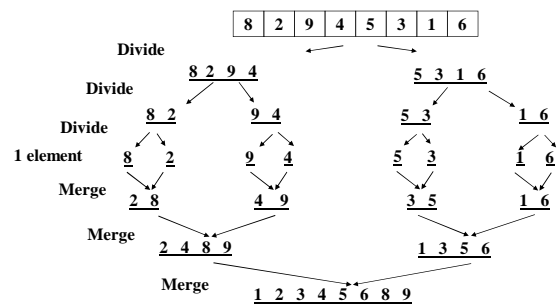 8 2 9 4 5 3 1 6
Divide
8 2 9 4 5 3 1 6
Divide
8 2 9 4 5 3 1 6
Divide
1 element 8 2 9 4 5 3 1 6
Merge
2 8 4 9 3 5 1 6
Merge
2 4 8 9 1 3 5 6
Merge
1 2 3 4 5 6 8 9